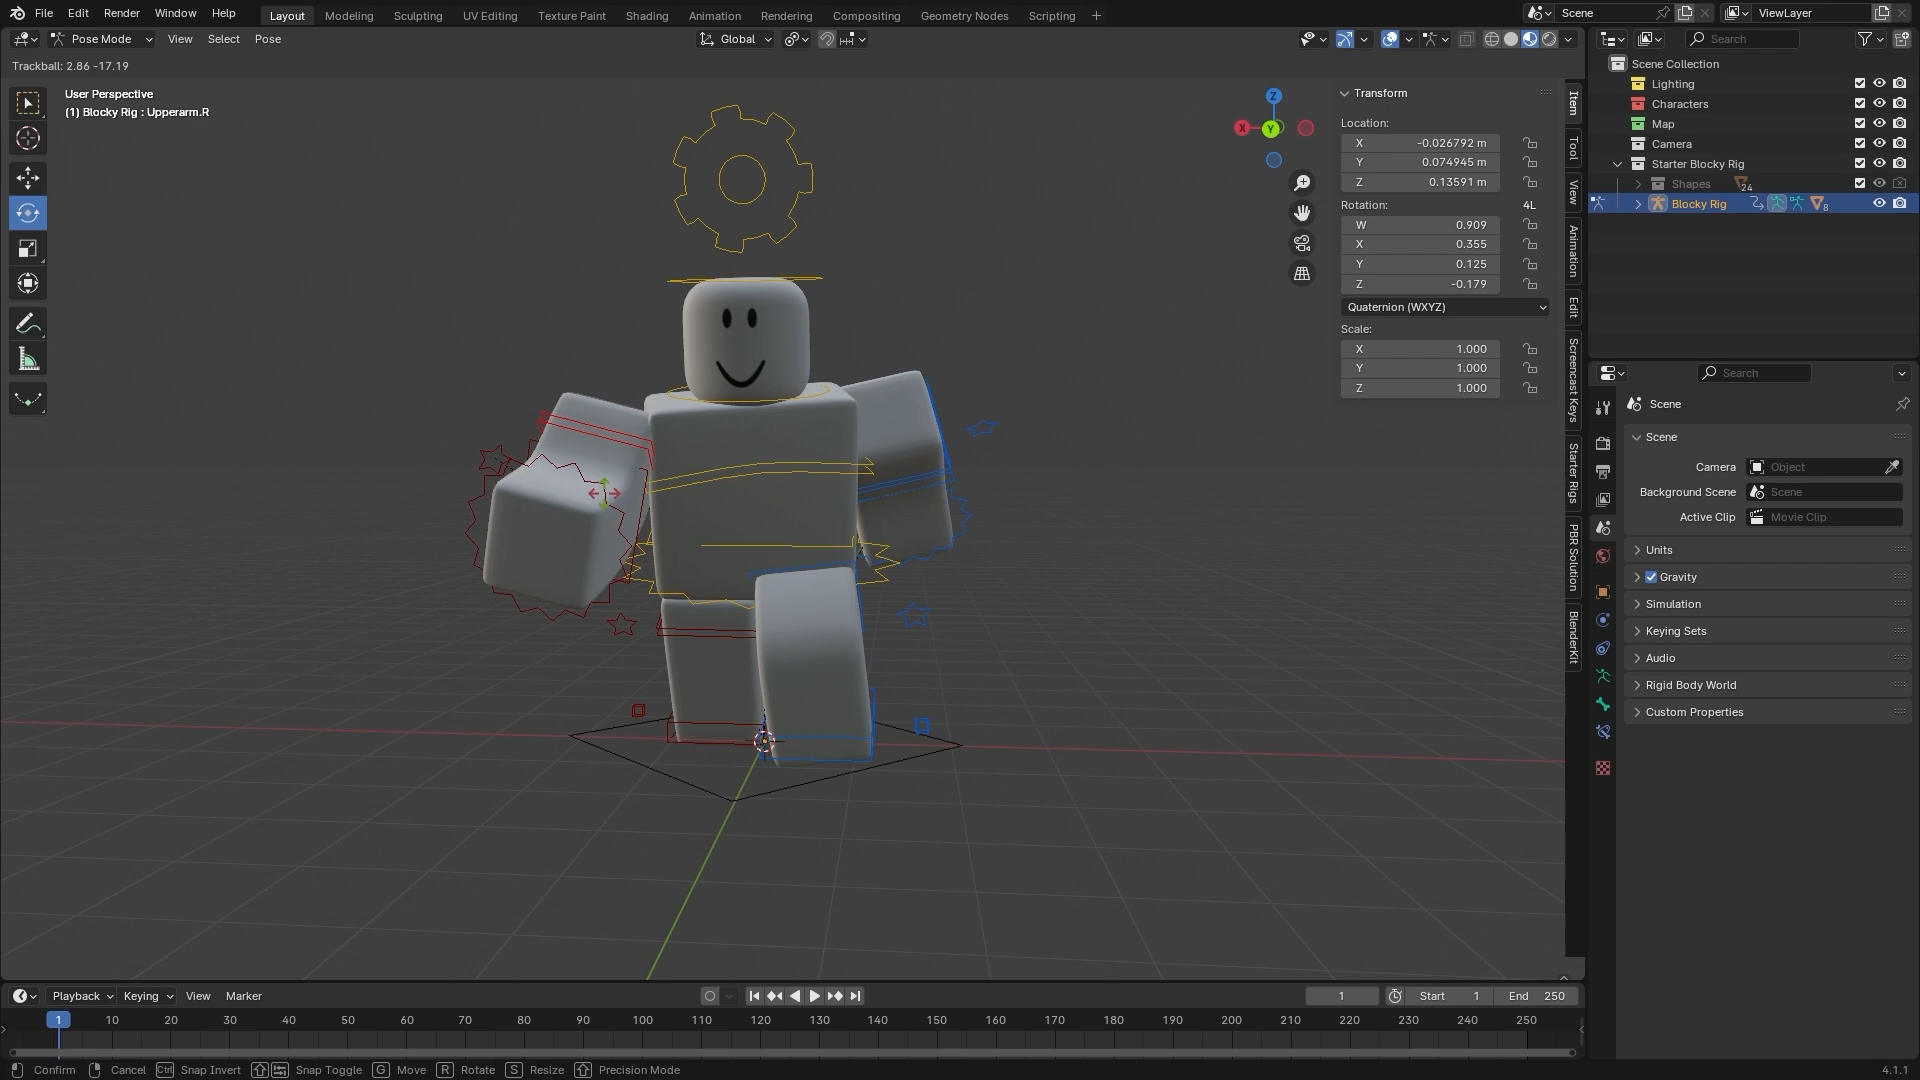 File Edit Render Window Help Layout Modeling Sculpting UV Editing Texture Paint Shading Animation Rendering Compositing Geometry Nodes Scripting + Scene ViewLayer
Pose Mode View Select Pose Global Search
Trackball: 2.86 -17.19
User Perspective
(1) Blocky Rig : Upperarm.R
Z
X
Y
Transform
Location:
X -0.026792 m
Y 0.074945 m
Z 0.13591 m
Rotation: 4L
W 0.909
X 0.355
Y 0.125
Z -0.179
Quaternion (WXYZ)
Scale:
X 1.000
Y 1.000
Z 1.000
Item
Tool
View
Animation
Edit
Screencast Keys
Starter Rigs
PBR Solution
BlenderKit
Scene Collection
Lighting
Characters
Map
Camera
Starter Blocky Rig
Shapes 24
Blocky Rig 8
Search
Scene
Scene
Camera Object
Background Scene Scene
Active Clip Movie Clip
Units
Gravity
Simulation
Keying Sets
Audio
Rigid Body World
Custom Properties
Playback Keying View Marker 1 Start 1 End 250
1 10 20 30 40 50 60 70 80 90 100 110 120 130 140 150 160 170 180 190 200 210 220 230 240 250
Confirm Cancel Ctrl Snap Invert Snap Toggle G Move R Rotate S Resize Precision Mode 4.1.1